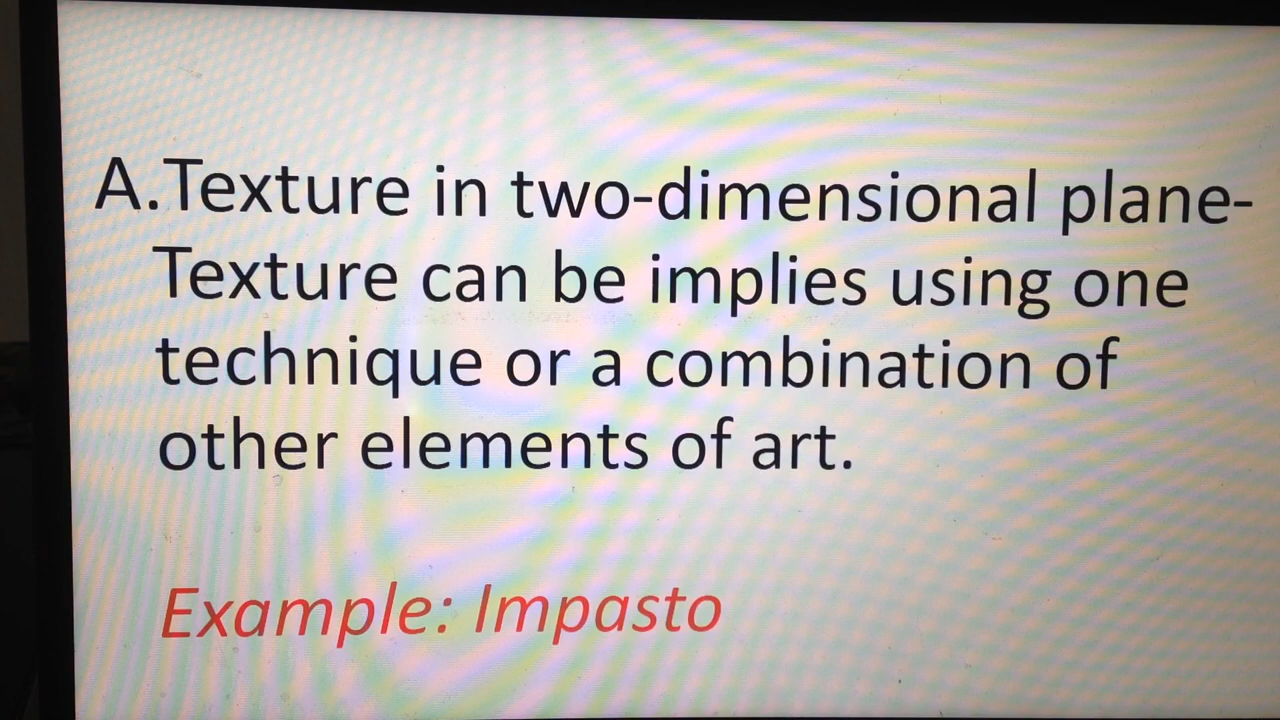 A.Texture in two-dimensional plane-
Texture can be implies using one
technique or a combination of
other elements of art.
Example: Impasto